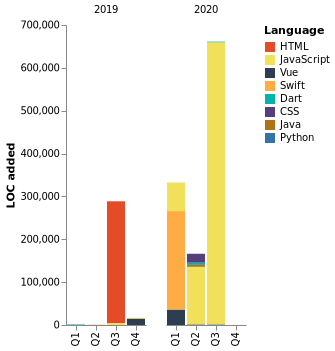 2019
2020
700,000
600,000
500,000
400,000
300,000
200,000
100,000
0
LOC added
Q1
Q2
Q3
Q4
Q1
Q2
Q3
Q4
Language
HTML
JavaScript
Vue
Swift
Dart
CSS
Java
Python